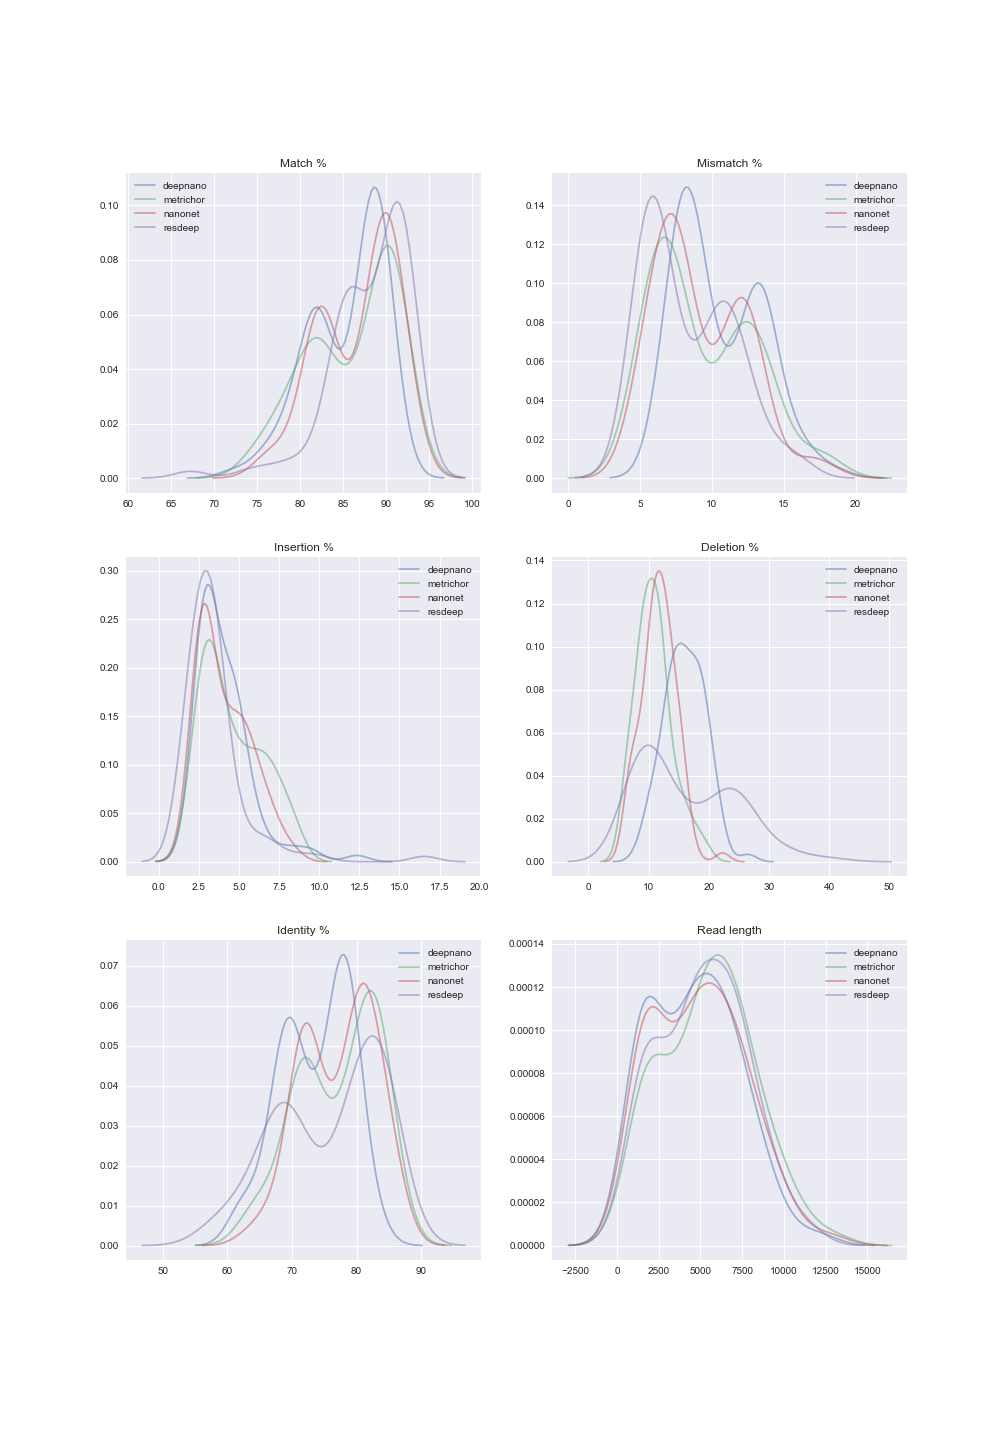 Match %
deepnano
metrichor
nanonet
resdeep
0.10
0.08
0.06
0.04
0.02
0.00
60 65 70 75 80 85 90 95 100
Mismatch %
deepnano
metrichor
nanonet
resdeep
0.14
0.12
0.10
0.08
0.06
0.04
0.02
0.00
0 5 10 15 20
Insertion %
deepnano
metrichor
nanonet
resdeep
0.30
0.25
0.20
0.15
0.10
0.05
0.00
0.0 2.5 5.0 7.5 10.0 12.5 15.0 17.5 20.0
Deletion %
deepnano
metrichor
nanonet
resdeep
0.14
0.12
0.10
0.08
0.06
0.04
0.02
0.00
0 10 20 30 40 50
Identity %
deepnano
metrichor
nanonet
resdeep
0.07
0.06
0.05
0.04
0.03
0.02
0.01
0.00
50 60 70 80 90
Read length
deepnano
metrichor
nanonet
resdeep
0.00014
0.00012
0.00010
0.00008
0.00006
0.00004
0.00002
0.00000
−2500 0 2500 5000 7500 10000 12500 15000